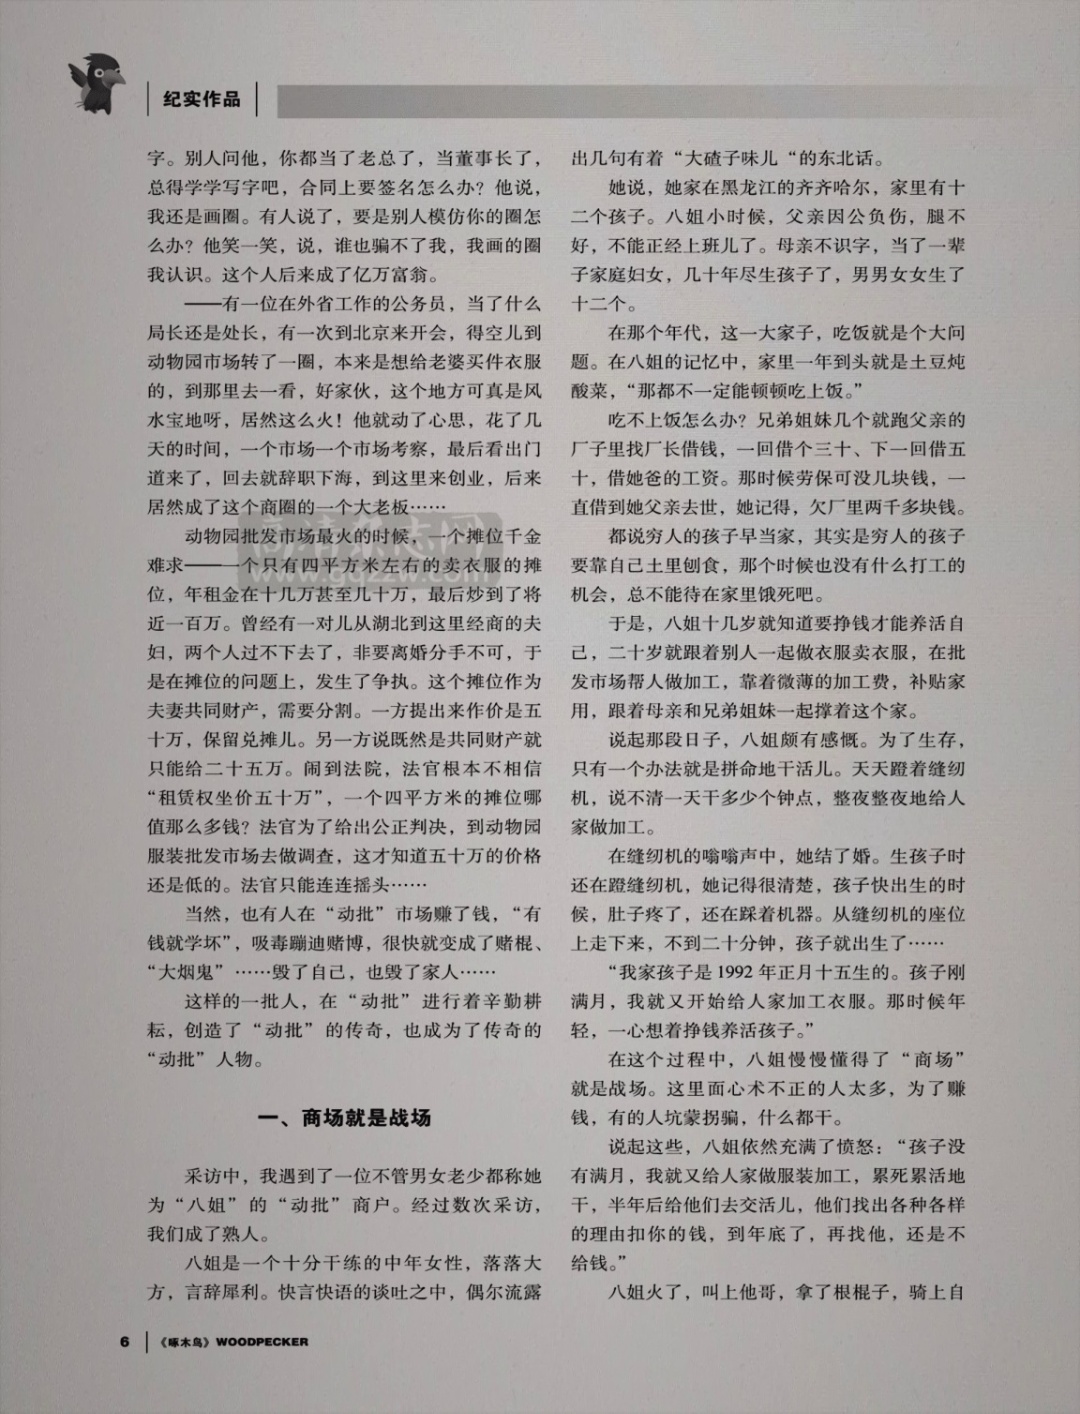 纪实作品
字。别人问他，你都当了老总了，当董事长了，
总得学学写字吧，合同上要签名怎么办？他说，
我还是画圈。有人说了，要是别人模仿你的圈怎
么办？他笑一笑，说，谁也骗不了我，我画的圈
我认识。这个人后来成了亿万富翁。
——有一位在外省工作的公务员，当了什么
局长还是处长，有一次到北京来开会，得空儿到
动物园市场转了一圈，本来是想给老婆买件衣服
的，到那里去一看，好家伙，这个地方可真是风
水宝地呀，居然这么火！他就动了心思，花了几
天的时间，一个市场一个市场考察，最后看出门
道来了，回去就辞职下海，到这里来创业，后来
居然成了这个商圈的一个大老板……
动物园批发市场最火的时候，一个摊位千金
难求——一个只有四平方米左右的卖衣服的摊
位，年租金在十几万甚至几十万，最后炒到了将
近一百万。曾经有一对儿从湖北到这里经商的夫
妇，两个人过不下去了，非要离婚分手不可，于
是在摊位的问题上，发生了争执。这个摊位作为
夫妻共同财产，需要分割。一方提出来作价是五
十万，保留兑摊儿。另一方说既然是共同财产就
只能给二十五万。闹到法院，法官根本不相信
“租赁权坐价五十万”，一个四平方米的摊位哪
值那么多钱？法官为了给出公正判决，到动物园
服装批发市场去做调查，这才知道五十万的价格
还是低的。法官只能连连摇头……
当然，也有人在“动批”市场赚了钱，“有
钱就学坏”，吸毒蹦迪赌博，很快就变成了赌棍、
“大烟鬼”……毁了自己，也毁了家人……
这样的一批人，在“动批”进行着辛勤耕
耘，创造了“动批”的传奇，也成为了传奇的
“动批”人物。
一、商场就是战场
采访中，我遇到了一位不管男女老少都称她
为“八姐”的“动批”商户。经过数次采访，
我们成了熟人。
八姐是一个十分干练的中年女性，落落大
方，言辞犀利。快言快语的谈吐之中，偶尔流露
出几句有着“大碴子味儿“的东北话。
她说，她家在黑龙江的齐齐哈尔，家里有十
二个孩子。八姐小时候，父亲因公负伤，腿不
好，不能正经上班儿了。母亲不识字，当了一辈
子家庭妇女，几十年尽生孩子了，男男女女生了
十二个。
在那个年代，这一大家子，吃饭就是个大问
题。在八姐的记忆中，家里一年到头就是土豆炖
酸菜，“那都不一定能顿顿吃上饭。”
吃不上饭怎么办？兄弟姐妹几个就跑父亲的
厂子里找厂长借钱，一回借个三十、下一回借五
十，借她爸的工资。那时候劳保可没几块钱，一
直借到她父亲去世，她记得，欠厂里两千多块钱。
都说穷人的孩子早当家，其实是穷人的孩子
要靠自己土里刨食，那个时候也没有什么打工的
机会，总不能待在家里饿死吧。
于是，八姐十几岁就知道要挣钱才能养活自
己，二十岁就跟着别人一起做衣服卖衣服，在批
发市场帮人做加工，靠着微薄的加工费，补贴家
用，跟着母亲和兄弟姐妹一起撑着这个家。
说起那段日子，八姐颇有感慨。为了生存，
只有一个办法就是拼命地干活儿。天天蹬着缝纫
机，说不清一天干多少个钟点，整夜整夜地给人
家做加工。
在缝纫机的嗡嗡声中，她结了婚。生孩子时
还在蹬缝纫机，她记得很清楚，孩子快出生的时
候，肚子疼了，还在踩着机器。从缝纫机的座位
上走下来，不到二十分钟，孩子就出生了……
“我家孩子是1992年正月十五生的。孩子刚
满月，我就又开始给人家加工衣服。那时候年
轻，一心想着挣钱养活孩子。”
在这个过程中，八姐慢慢懂得了“商场”
就是战场。这里面心术不正的人太多，为了赚
钱，有的人坑蒙拐骗，什么都干。
说起这些，八姐依然充满了愤怒：“孩子没
有满月，我就又给人家做服装加工，累死累活地
干，半年后给他们去交活儿，他们找出各种各样
的理由扣你的钱，到年底了，再找他，还是不
给钱。”
八姐火了，叫上他哥，拿了根棍子，骑上自
高清杂志网
www.gqzzw.com
6
《啄木鸟》WOODPECKER